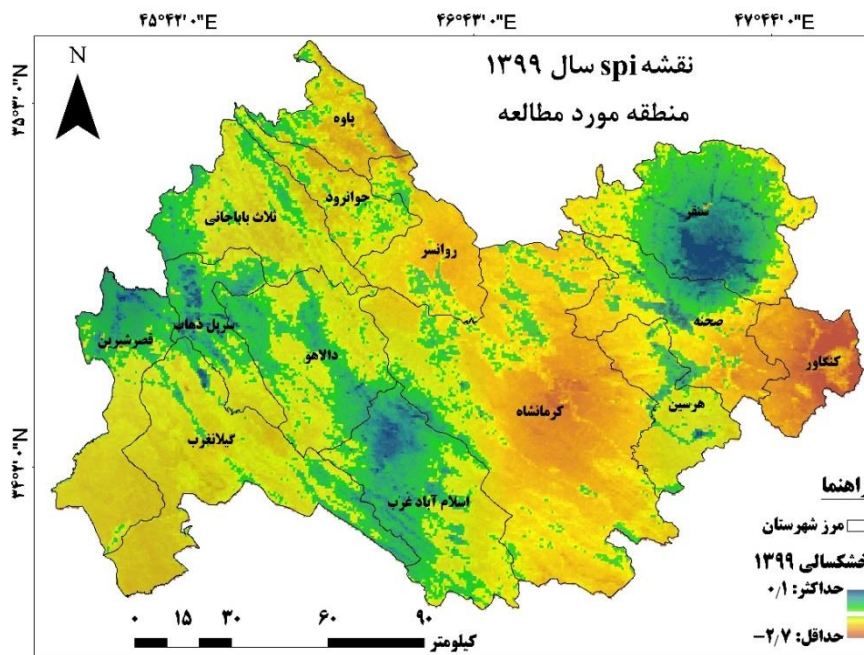 ۴۵°۴۲'۰"E
۴۶°۴۳'۰"E
۴۷°۴۴'۰"E
N
نقشه spi سال ۱۳۹۹
منطقه مورد مطالعه
۳۵°۳'۰"N
۳۴°۲'۰"N
پاوه
جوانرود
ثلاث باباجانی
روانسر
سنقر
صحنه
کنگاور
سرپل ذهاب
قصرشیرین
دالاهو
کرمانشاه
هرسین
گیلانغرب
اسلام آباد غرب
راهنما
مرز شهرستان
خشکسالی ۱۳۹۹
حداکثر: ۰/۱
حداقل: ۲/۷-
۰ ۱۵ ۳۰ ۶۰ ۹۰
کیلومتر